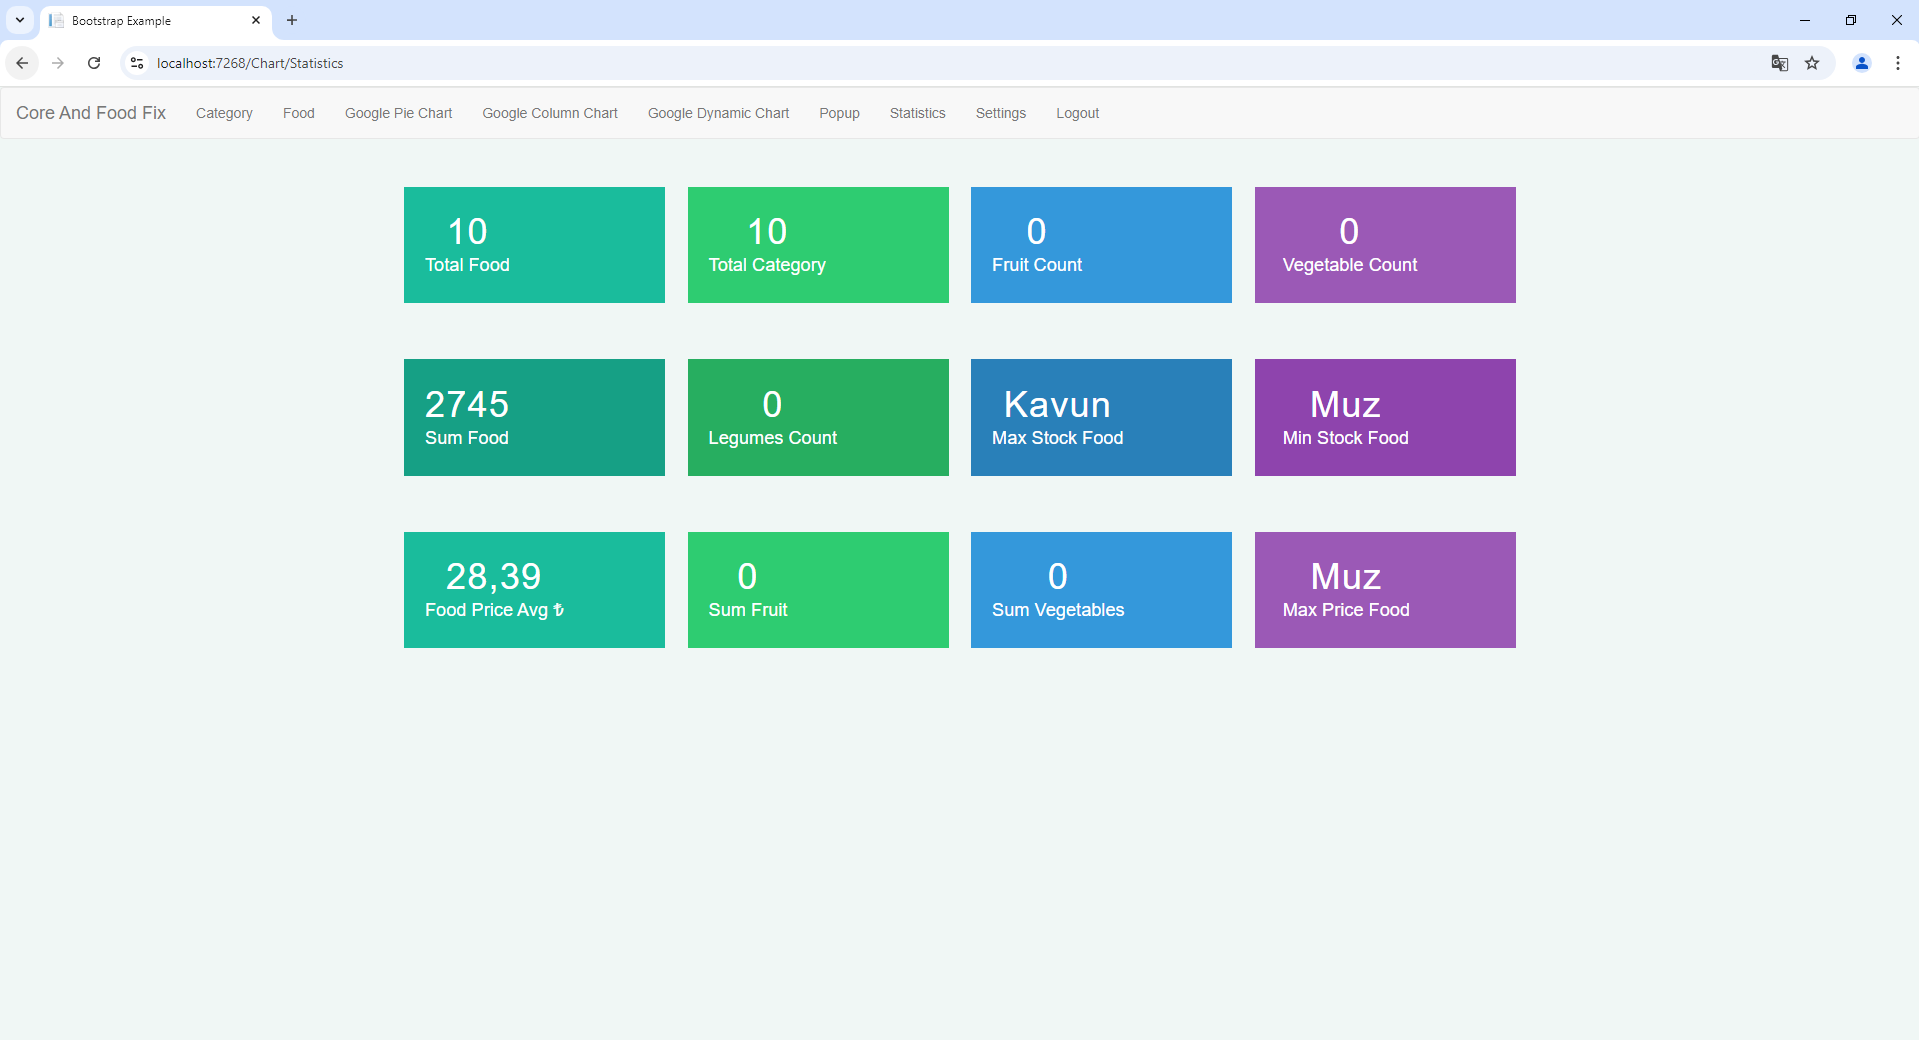 Bootstrap Example
localhost:7268/Chart/Statistics
Core And Food Fix Category Food Google Pie Chart Google Column Chart Google Dynamic Chart Popup Statistics Settings Logout
10
Total Food
10
Total Category
0
Fruit Count
0
Vegetable Count
2745
Sum Food
0
Legumes Count
Kavun
Max Stock Food
Muz
Min Stock Food
28,39
Food Price Avg ₺
0
Sum Fruit
0
Sum Vegetables
Muz
Max Price Food